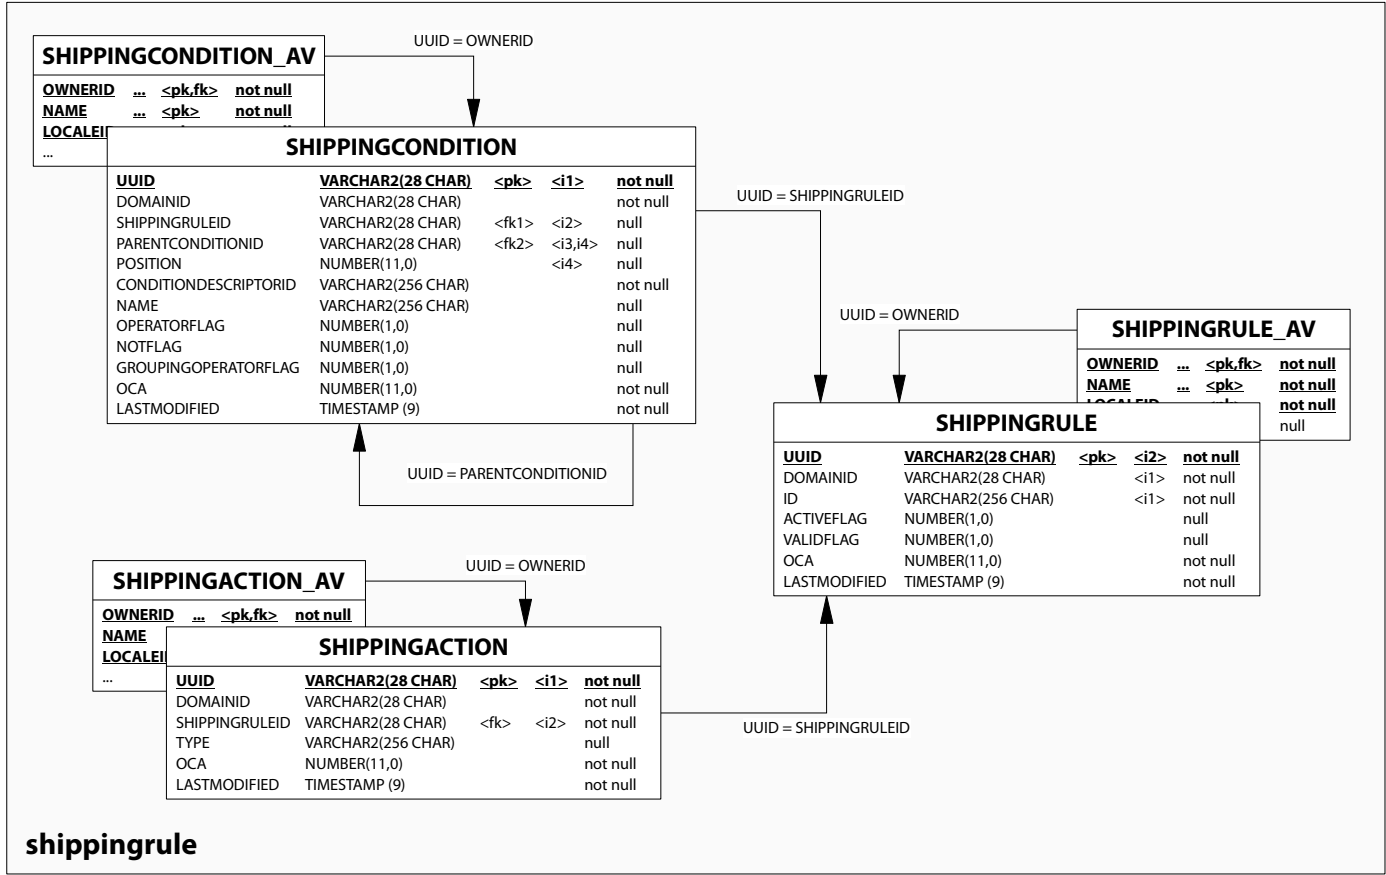 UUID = OWNERID
SHIPPINGCONDITION_AV
OWNERID ... <pk,fk> not null
NAME ... <pk> not null
...
SHIPPINGCONDITION
UUID VARCHAR2(28 CHAR) <pk> <i1> not null
DOMAINID VARCHAR2(28 CHAR) not null
SHIPPINGRULEID VARCHAR2(28 CHAR) <fk1> <i2> null
PARENTCONDITIONID VARCHAR2(28 CHAR) <fk2> <i3,i4> null
POSITION NUMBER(11,0) <i4> null
CONDITIONDESCRIPTORID VARCHAR2(256 CHAR) not null
NAME VARCHAR2(256 CHAR) null
OPERATORFLAG NUMBER(1,0) null
NOTFLAG NUMBER(1,0) null
GROUPINGOPERATORFLAG NUMBER(1,0) null
OCA NUMBER(11,0) not null
LASTMODIFIED TIMESTAMP (9) not null
UUID = SHIPPINGRULEID
UUID = PARENTCONDITIONID
UUID = OWNERID
SHIPPINGRULE_AV
OWNERID ... <pk,fk> not null
NAME ... <pk> not null
not null
null
SHIPPINGRULE
UUID VARCHAR2(28 CHAR) <pk> <i2> not null
DOMAINID VARCHAR2(28 CHAR) <i1> not null
ID VARCHAR2(256 CHAR) <i1> not null
ACTIVEFLAG NUMBER(1,0) null
VALIDFLAG NUMBER(1,0) null
OCA NUMBER(11,0) not null
LASTMODIFIED TIMESTAMP (9) not null
UUID = OWNERID
SHIPPINGACTION_AV
OWNERID ... <pk,fk> not null
NAME
...
SHIPPINGACTION
UUID VARCHAR2(28 CHAR) <pk> <i1> not null
DOMAINID VARCHAR2(28 CHAR) not null
SHIPPINGRULEID VARCHAR2(28 CHAR) <fk> <i2> not null
TYPE VARCHAR2(256 CHAR) null
OCA NUMBER(11,0) not null
LASTMODIFIED TIMESTAMP (9) not null
UUID = SHIPPINGRULEID
shippingrule